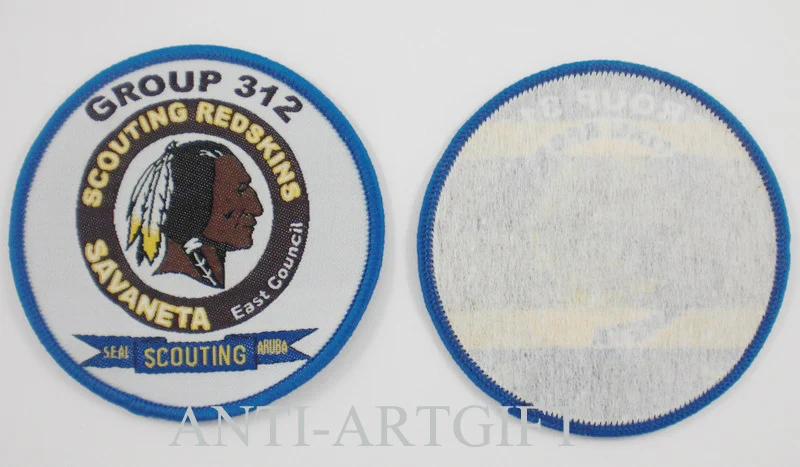 GROUP 312
SCOUTING REDSKINS
SAVANETA
East Council
SEAL SCOUTING ARUBA
ANTI-ARTGIFT